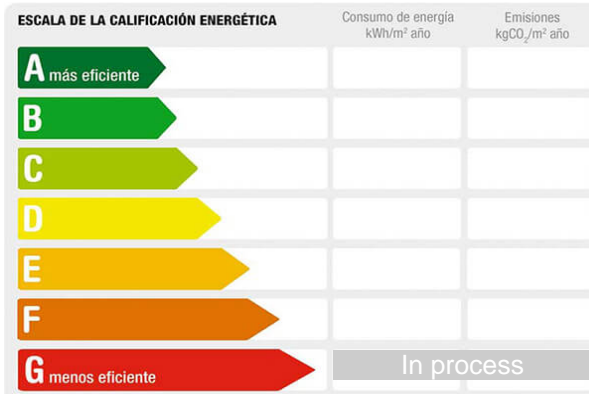 ESCALA DE LA CALIFICACIÓN ENERGÉTICA
Consumo de energía
kWh/m² año
Emisiones
kgCO₂/m² año
A más eficiente
B
C
D
E
F
G menos eficiente
In process